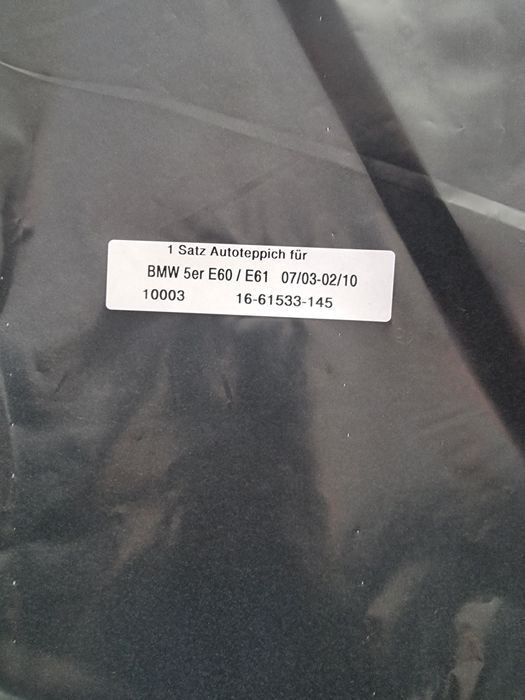 1 Satz Autoteppich für
BMW 5er E60 / E61 07/03-02/10
10003 16-61533-145